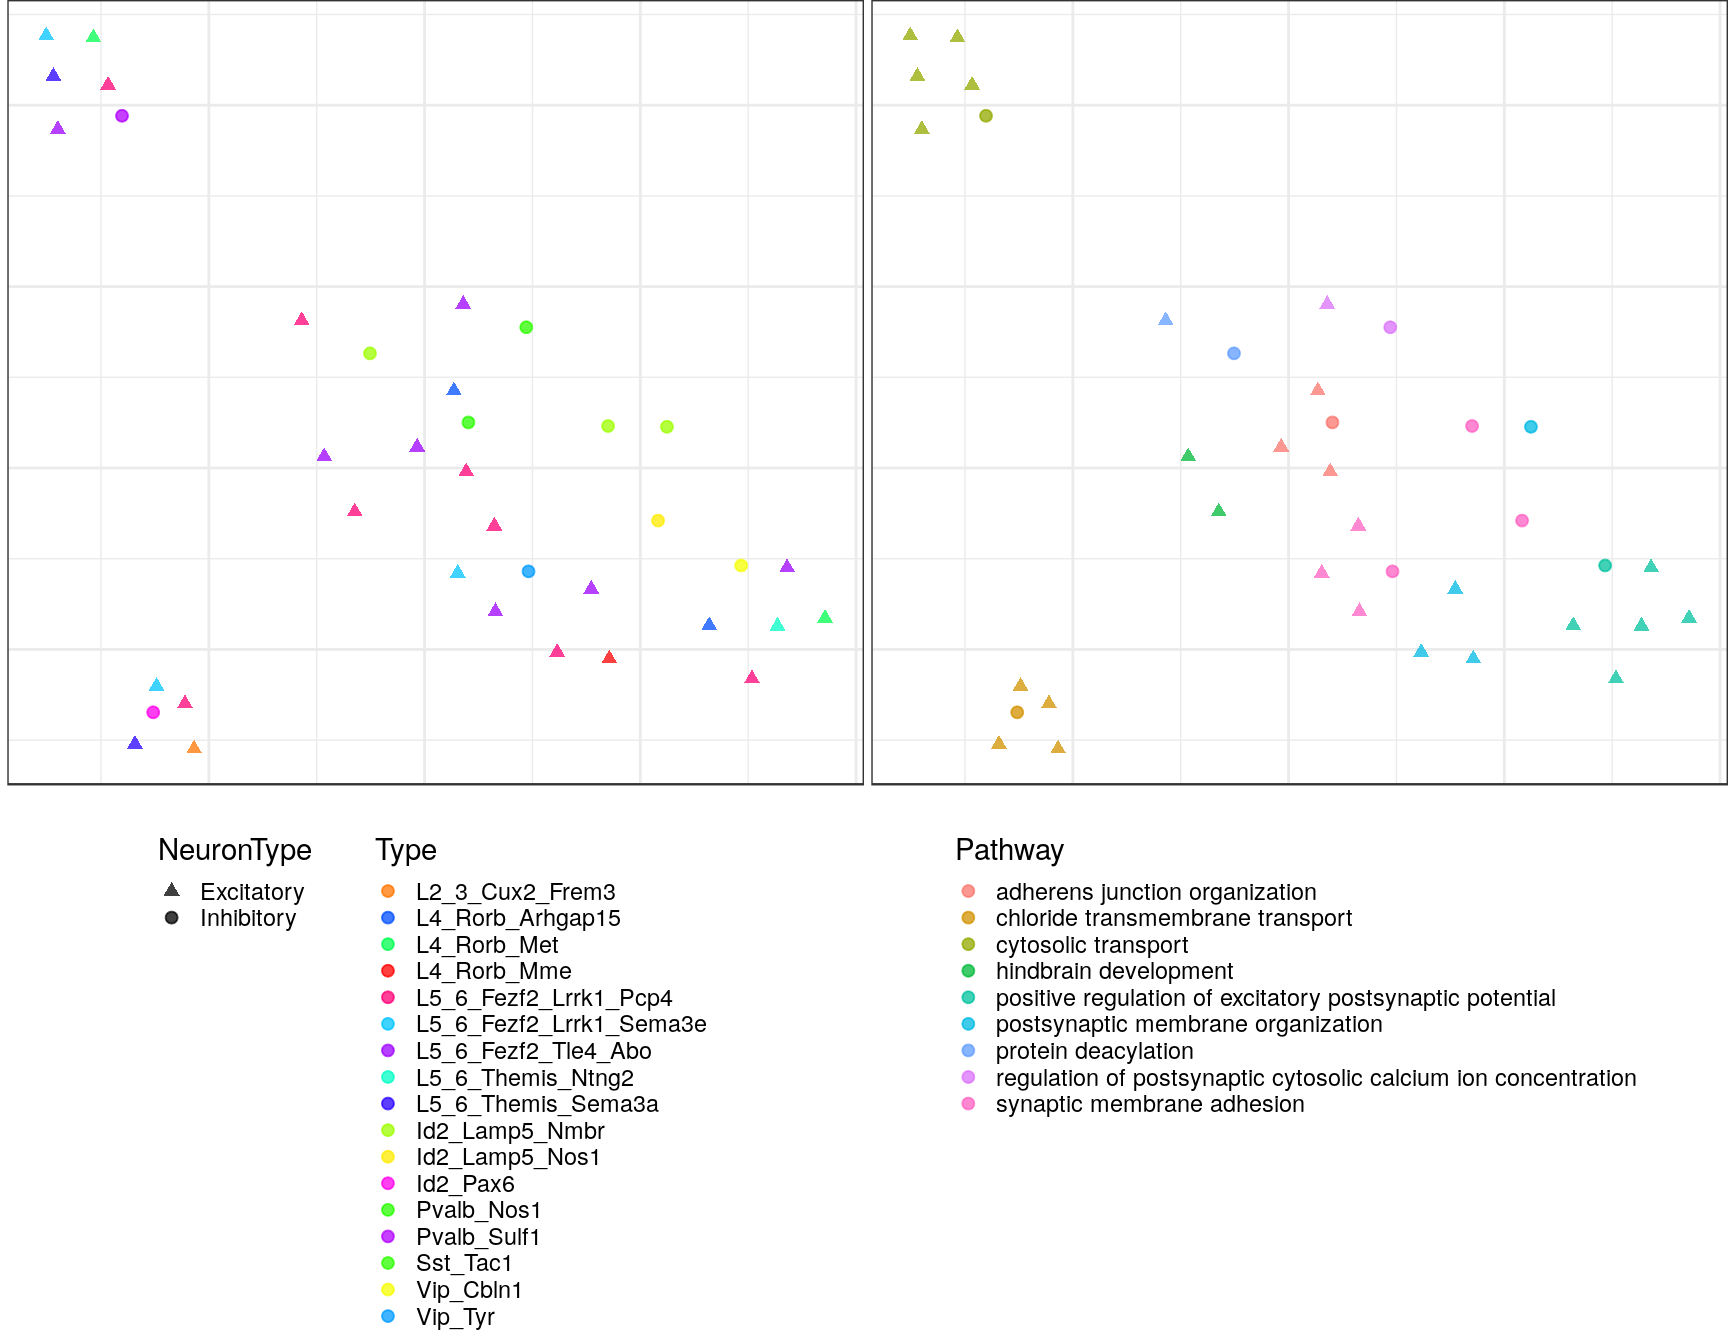 NeuronType
Excitatory
Inhibitory
Type
L2_3_Cux2_Frem3
L4_Rorb_Arhgap15
L4_Rorb_Met
L4_Rorb_Mme
L5_6_Fezf2_Lrrk1_Pcp4
L5_6_Fezf2_Lrrk1_Sema3e
L5_6_Fezf2_Tle4_Abo
L5_6_Themis_Ntng2
L5_6_Themis_Sema3a
Id2_Lamp5_Nmbr
Id2_Lamp5_Nos1
Id2_Pax6
Pvalb_Nos1
Pvalb_Sulf1
Sst_Tac1
Vip_Cbln1
Vip_Tyr
Pathway
adherens junction organization
chloride transmembrane transport
cytosolic transport
hindbrain development
positive regulation of excitatory postsynaptic potential
postsynaptic membrane organization
protein deacylation
regulation of postsynaptic cytosolic calcium ion concentration
synaptic membrane adhesion